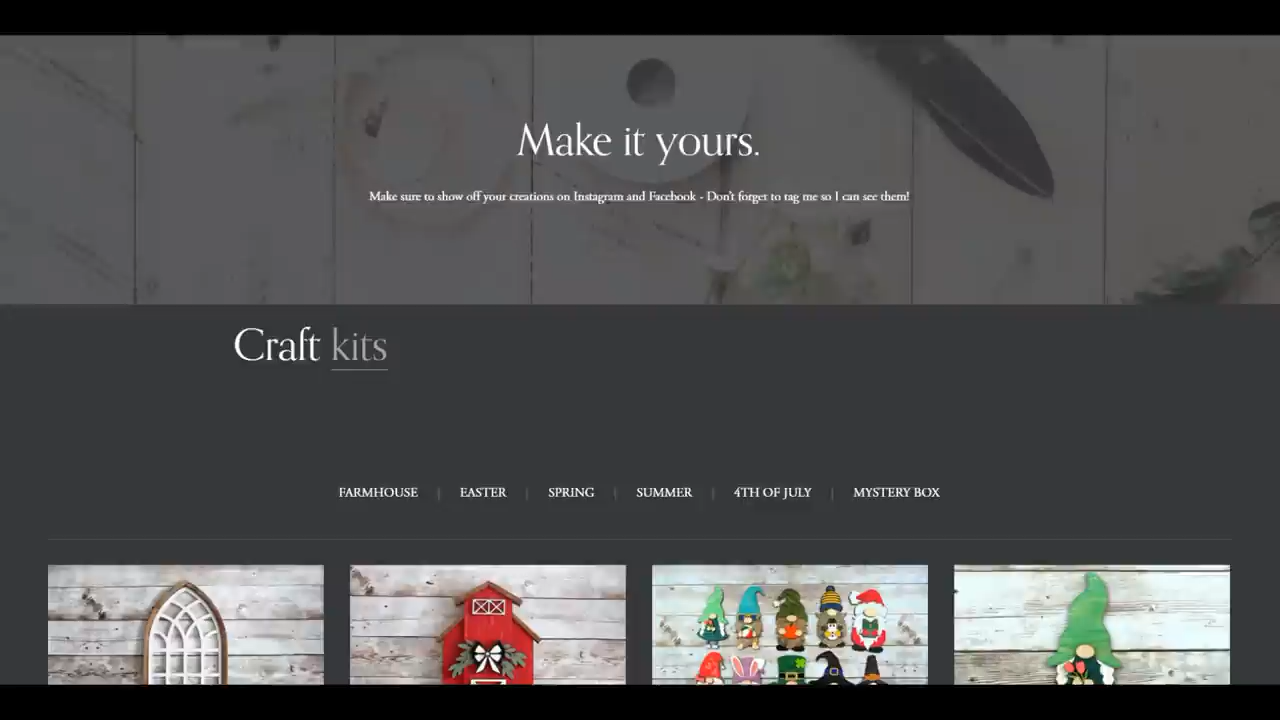 Make it yours.
Make sure to show off your creations on Instagram and Facebook - Don't forget to tag me so I can see them!
Craft kits
FARMHOUSE | EASTER | SPRING | SUMMER | 4TH OF JULY | MYSTERY BOX